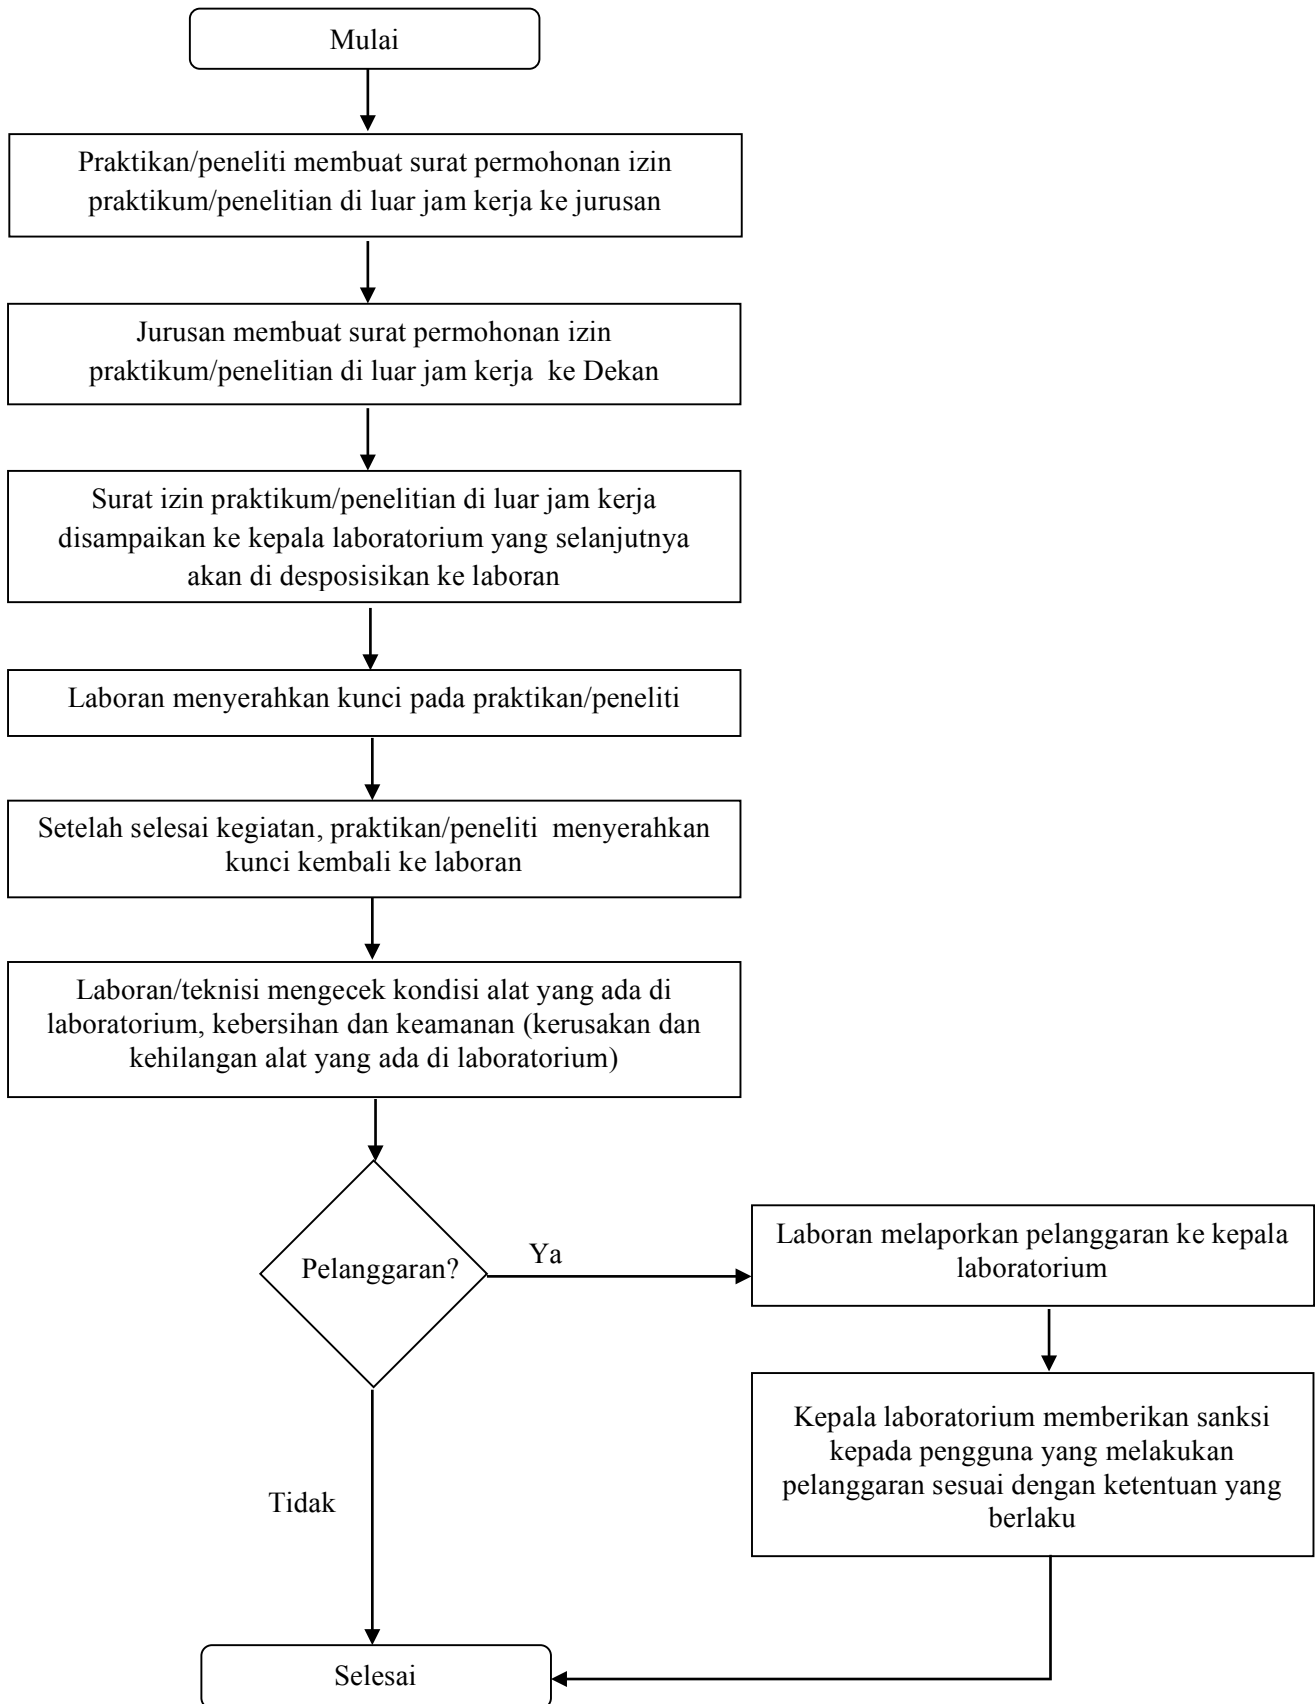 Mulai
Praktikan/peneliti membuat surat permohonan izin
praktikum/penelitian di luar jam kerja ke jurusan
Jurusan membuat surat permohonan izin
praktikum/penelitian di luar jam kerja  ke Dekan
Surat izin praktikum/penelitian di luar jam kerja
disampaikan ke kepala laboratorium yang selanjutnya
akan di desposisikan ke laboran
Laboran menyerahkan kunci pada praktikan/peneliti
Setelah selesai kegiatan, praktikan/peneliti  menyerahkan
kunci kembali ke laboran
Laboran/teknisi mengecek kondisi alat yang ada di
laboratorium, kebersihan dan keamanan (kerusakan dan
kehilangan alat yang ada di laboratorium)
Pelanggaran?
Ya
Laboran melaporkan pelanggaran ke kepala
laboratorium
Kepala laboratorium memberikan sanksi
kepada pengguna yang melakukan
pelanggaran sesuai dengan ketentuan yang
berlaku
Tidak
Selesai